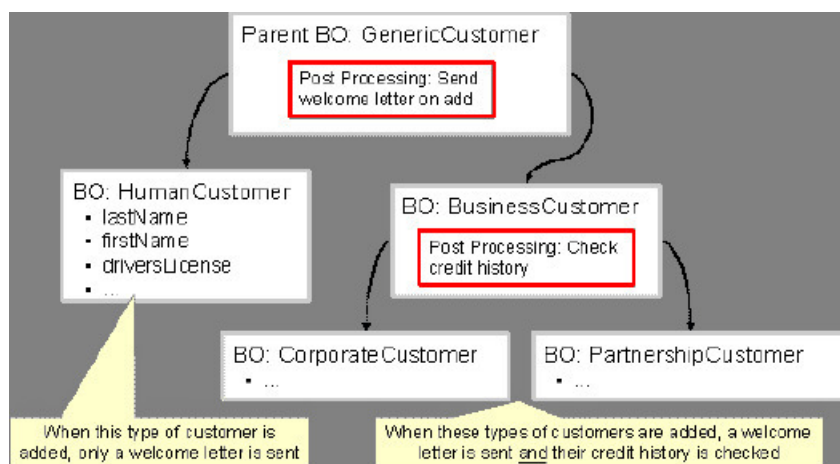 Parent BO: GenericCustomer
Post Processing: Send
welcome letter on add
BO: HumanCustomer
▪ lastName
▪ firstName
▪ driversLicense
▪ ...
BO: BusinessCustomer
Post Processing: Check
credit history
BO: CorporateCustomer
▪ ...
BO: PartnershipCustomer
▪ ...
When this type of customer is
added, only a welcome letter is sent
When these types of customers are added, a welcome
letter is sent and their credit history is checked